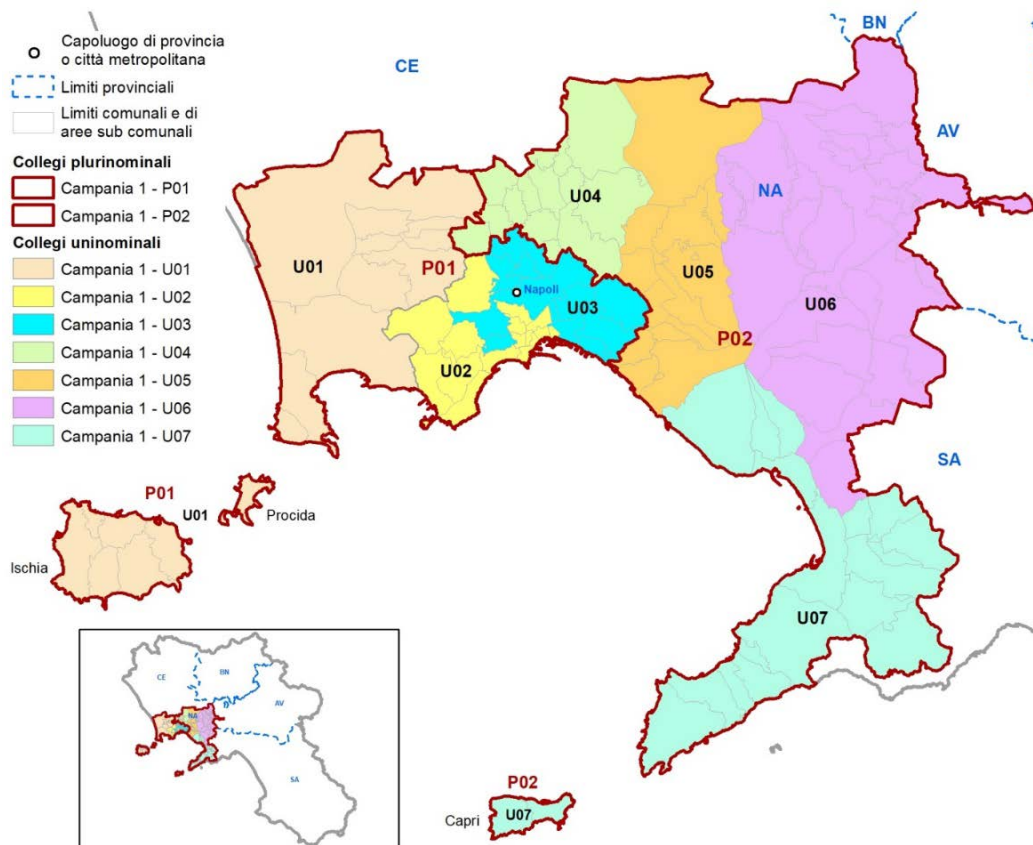 Capoluogo di provincia
o città metropolitana
Limiti provinciali
Limiti comunali e di
aree sub comunali
Collegi plurinominali
Campania 1 - P01
Campania 1 - P02
Collegi uninominali
Campania 1 - U01
Campania 1 - U02
Campania 1 - U03
Campania 1 - U04
Campania 1 - U05
Campania 1 - U06
Campania 1 - U07
BN
CE
AV
NA
U04
U01
P01
U05
Napoli
U03
U06
P02
U02
SA
P01
U01
Procida
Ischia
U07
CE
BN
AV
NA
SA
P02
Capri
U07